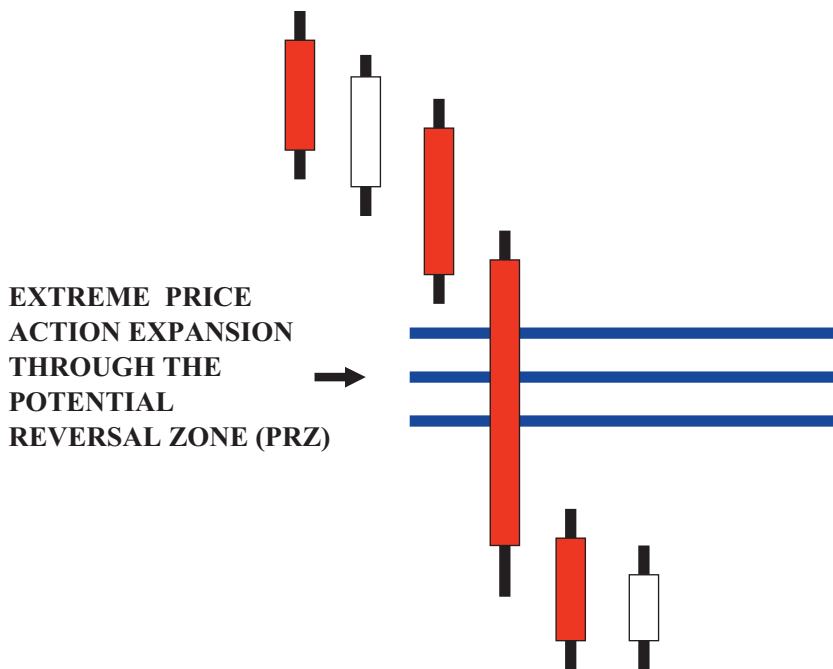 EXTREME PRICE
ACTION EXPANSION
THROUGH THE
POTENTIAL
REVERSAL ZONE (PRZ)